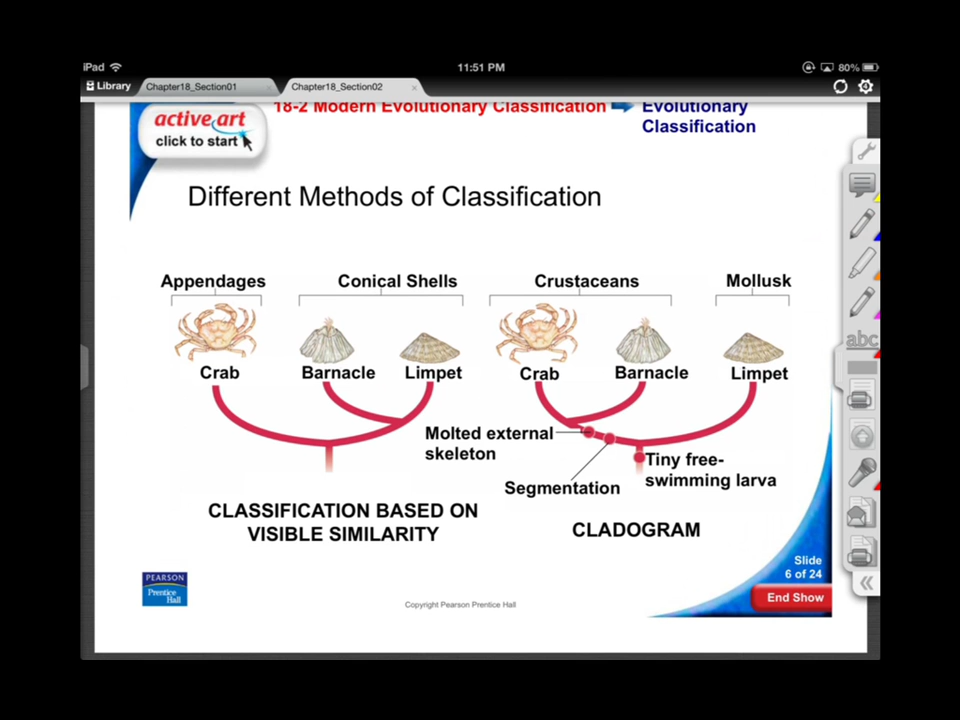 iPad
11:51 PM
80%
Library
Chapter18_Section01
Chapter18_Section02
18-2 Modern Evolutionary Classification
Evolutionary
Classification
active art
click to start
Different Methods of Classification
Appendages
Conical Shells
Crustaceans
Mollusk
Crab
Barnacle
Limpet
Crab
Barnacle
Limpet
Molted external
skeleton
Segmentation
Tiny free-
swimming larva
CLASSIFICATION BASED ON
VISIBLE SIMILARITY
CLADOGRAM
abc
Slide
6 of 24
End Show
PEARSON
Prentice
Hall
Copyright Pearson Prentice Hall